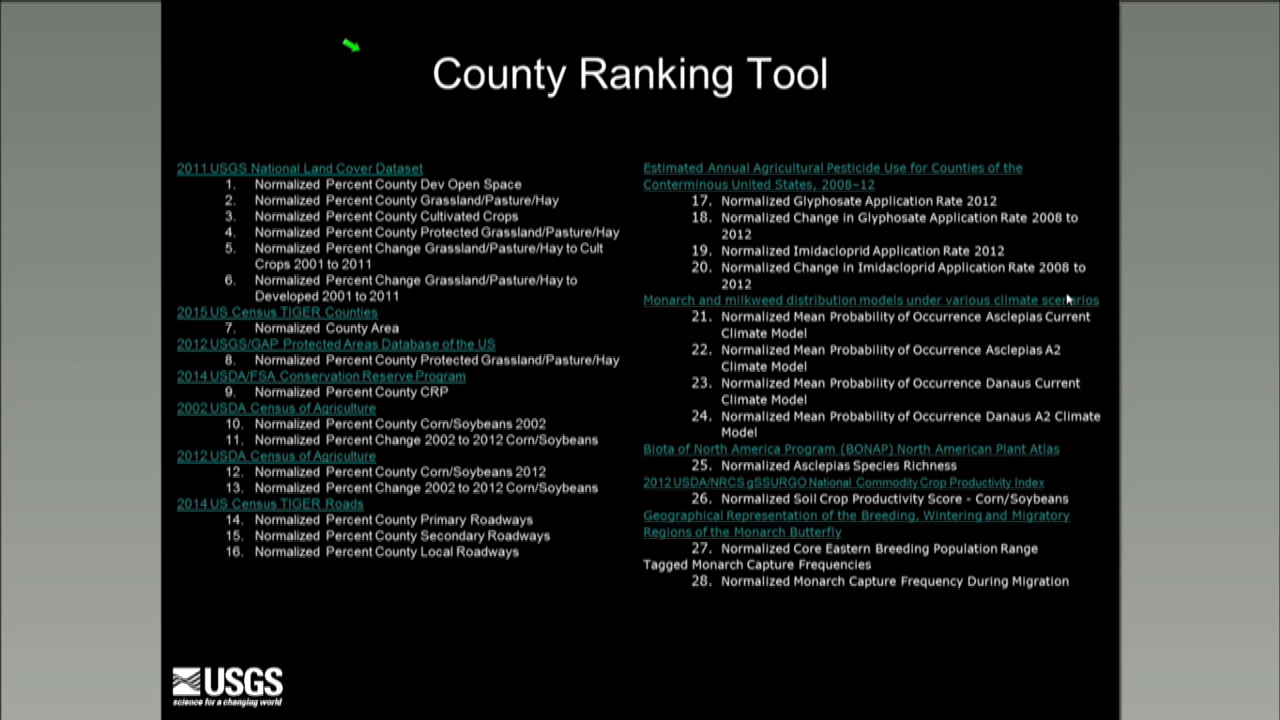 County Ranking Tool
2011 USGS National Land Cover Dataset
1. Normalized Percent County Dev Open Space
2. Normalized Percent County Grassland/Pasture/Hay
3. Normalized Percent County Cultivated Crops
4. Normalized Percent County Protected Grassland/Pasture/Hay
5. Normalized Percent Change Grassland/Pasture/Hay to Cult
Crops 2001 to 2011
6. Normalized Percent Change Grassland/Pasture/Hay to
Developed 2001 to 2011
2015 US Census TIGER Counties
7. Normalized County Area
2012 USGS/GAP Protected Areas Database of the US
8. Normalized Percent County Protected Grassland/Pasture/Hay
2014 USDA/FSA Conservation Reserve Program
9. Normalized Percent County CRP
2002 USDA Census of Agriculture
10. Normalized Percent County Corn/Soybeans 2002
11. Normalized Percent Change 2002 to 2012 Corn/Soybeans
2012 USDA Census of Agriculture
12. Normalized Percent County Corn/Soybeans 2012
13. Normalized Percent Change 2002 to 2012 Corn/Soybeans
2014 US Census TIGER Roads
14. Normalized Percent County Primary Roadways
15. Normalized Percent County Secondary Roadways
16. Normalized Percent County Local Roadways
Estimated Annual Agricultural Pesticide Use for Counties of the
Conterminous United States, 2008–12
17. Normalized Glyphosate Application Rate 2012
18. Normalized Change in Glyphosate Application Rate 2008 to
2012
19. Normalized Imidacloprid Application Rate 2012
20. Normalized Change in Imidacloprid Application Rate 2008 to
2012
Monarch and milkweed distribution models under various climate scenarios
21. Normalized Mean Probability of Occurrence Asclepias Current
Climate Model
22. Normalized Mean Probability of Occurrence Asclepias A2
Climate Model
23. Normalized Mean Probability of Occurrence Danaus Current
Climate Model
24. Normalized Mean Probability of Occurrence Danaus A2 Climate
Model
Biota of North America Program (BONAP) North American Plant Atlas
25. Normalized Asclepias Species Richness
2012 USDA/NRCS gSSURGO National Commodity Crop Productivity Index
26. Normalized Soil Crop Productivity Score - Corn/Soybeans
Geographical Representation of the Breeding, Wintering and Migratory
Regions of the Monarch Butterfly
27. Normalized Core Eastern Breeding Population Range
Tagged Monarch Capture Frequencies
28. Normalized Monarch Capture Frequency During Migration
USGS
science for a changing world